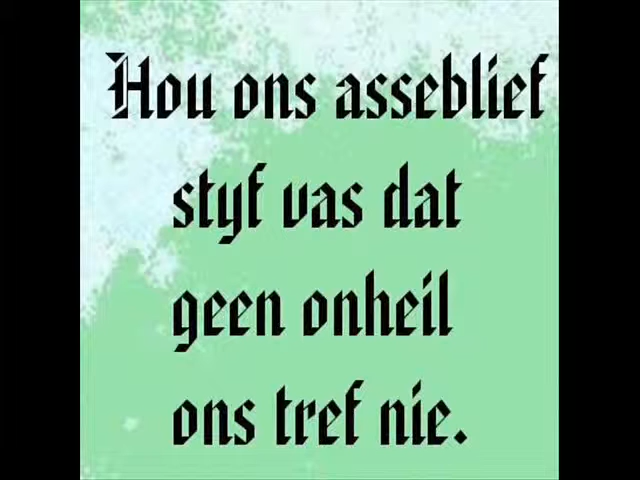 Hou ons asseblief
styf vas dat
geen onheil
ons tref nie.